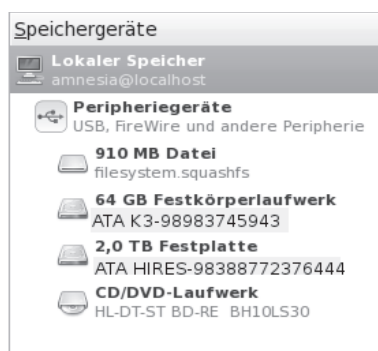 Speichergeräte
Lokaler Speicher
amnesia@localhost
Peripheriegeräte
USB, FireWire und andere Peripherie
910 MB Datei
filesystem.squashfs
64 GB Festkörperlaufwerk
ATA K3-98983745943
2,0 TB Festplatte
ATA HIRES-98388772376444
CD/DVD-Laufwerk
HL-DT-ST BD-RE BH10LS30